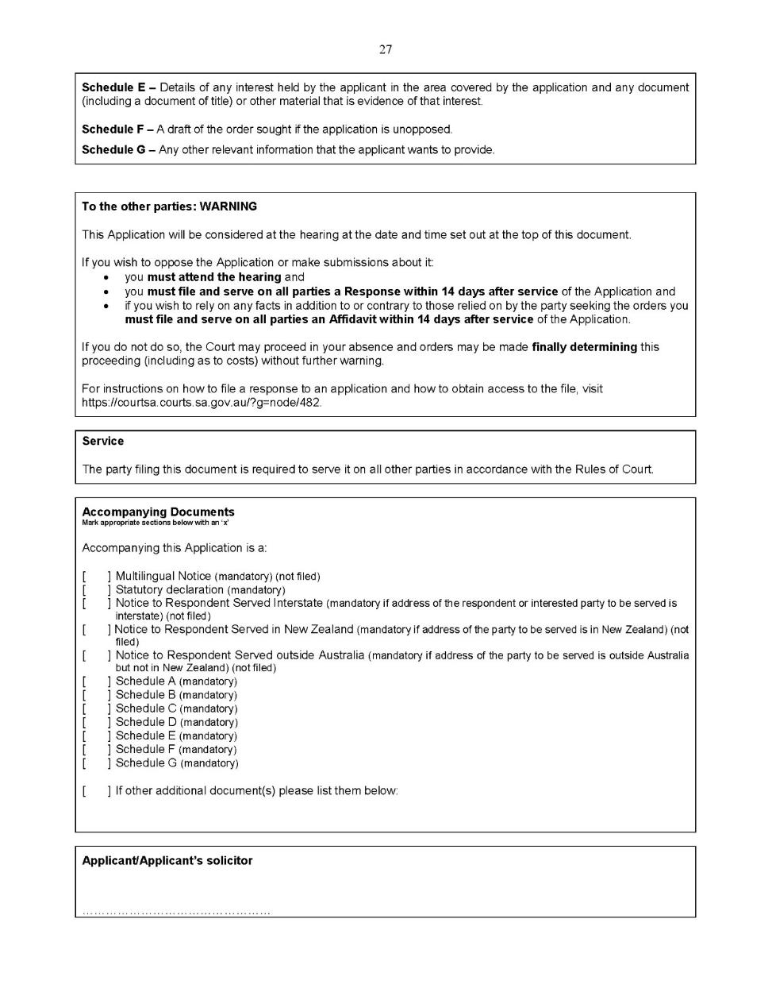 27
Schedule E – Details of any interest held by the applicant in the area covered by the application and any document
(including a document of title) or other material that is evidence of that interest.
Schedule F – A draft of the order sought if the application is unopposed.
Schedule G – Any other relevant information that the applicant wants to provide.
To the other parties: WARNING
This Application will be considered at the hearing at the date and time set out at the top of this document.
If you wish to oppose the Application or make submissions about it:
• you must attend the hearing and
• you must file and serve on all parties a Response within 14 days after service of the Application and
• if you wish to rely on any facts in addition to or contrary to those relied on by the party seeking the orders you
must file and serve on all parties an Affidavit within 14 days after service of the Application.
If you do not do so, the Court may proceed in your absence and orders may be made finally determining this
proceeding (including as to costs) without further warning.
For instructions on how to file a response to an application and how to obtain access to the file, visit
https://courtsa.courts.sa.gov.au/?g=node/482.
Service
The party filing this document is required to serve it on all other parties in accordance with the Rules of Court.
Accompanying Documents
Mark appropriate sections below with an 'x'
Accompanying this Application is a:
[ ] Multilingual Notice (mandatory) (not filed)
[ ] Statutory declaration (mandatory)
[ ] Notice to Respondent Served Interstate (mandatory if address of the respondent or interested party to be served is
interstate) (not filed)
[ ] Notice to Respondent Served in New Zealand (mandatory if address of the party to be served is in New Zealand) (not
filed)
[ ] Notice to Respondent Served outside Australia (mandatory if address of the party to be served is outside Australia
but not in New Zealand) (not filed)
[ ] Schedule A (mandatory)
[ ] Schedule B (mandatory)
[ ] Schedule C (mandatory)
[ ] Schedule D (mandatory)
[ ] Schedule E (mandatory)
[ ] Schedule F (mandatory)
[ ] Schedule G (mandatory)
[ ] If other additional document(s) please list them below:
Applicant/Applicant's solicitor
……………………………………………